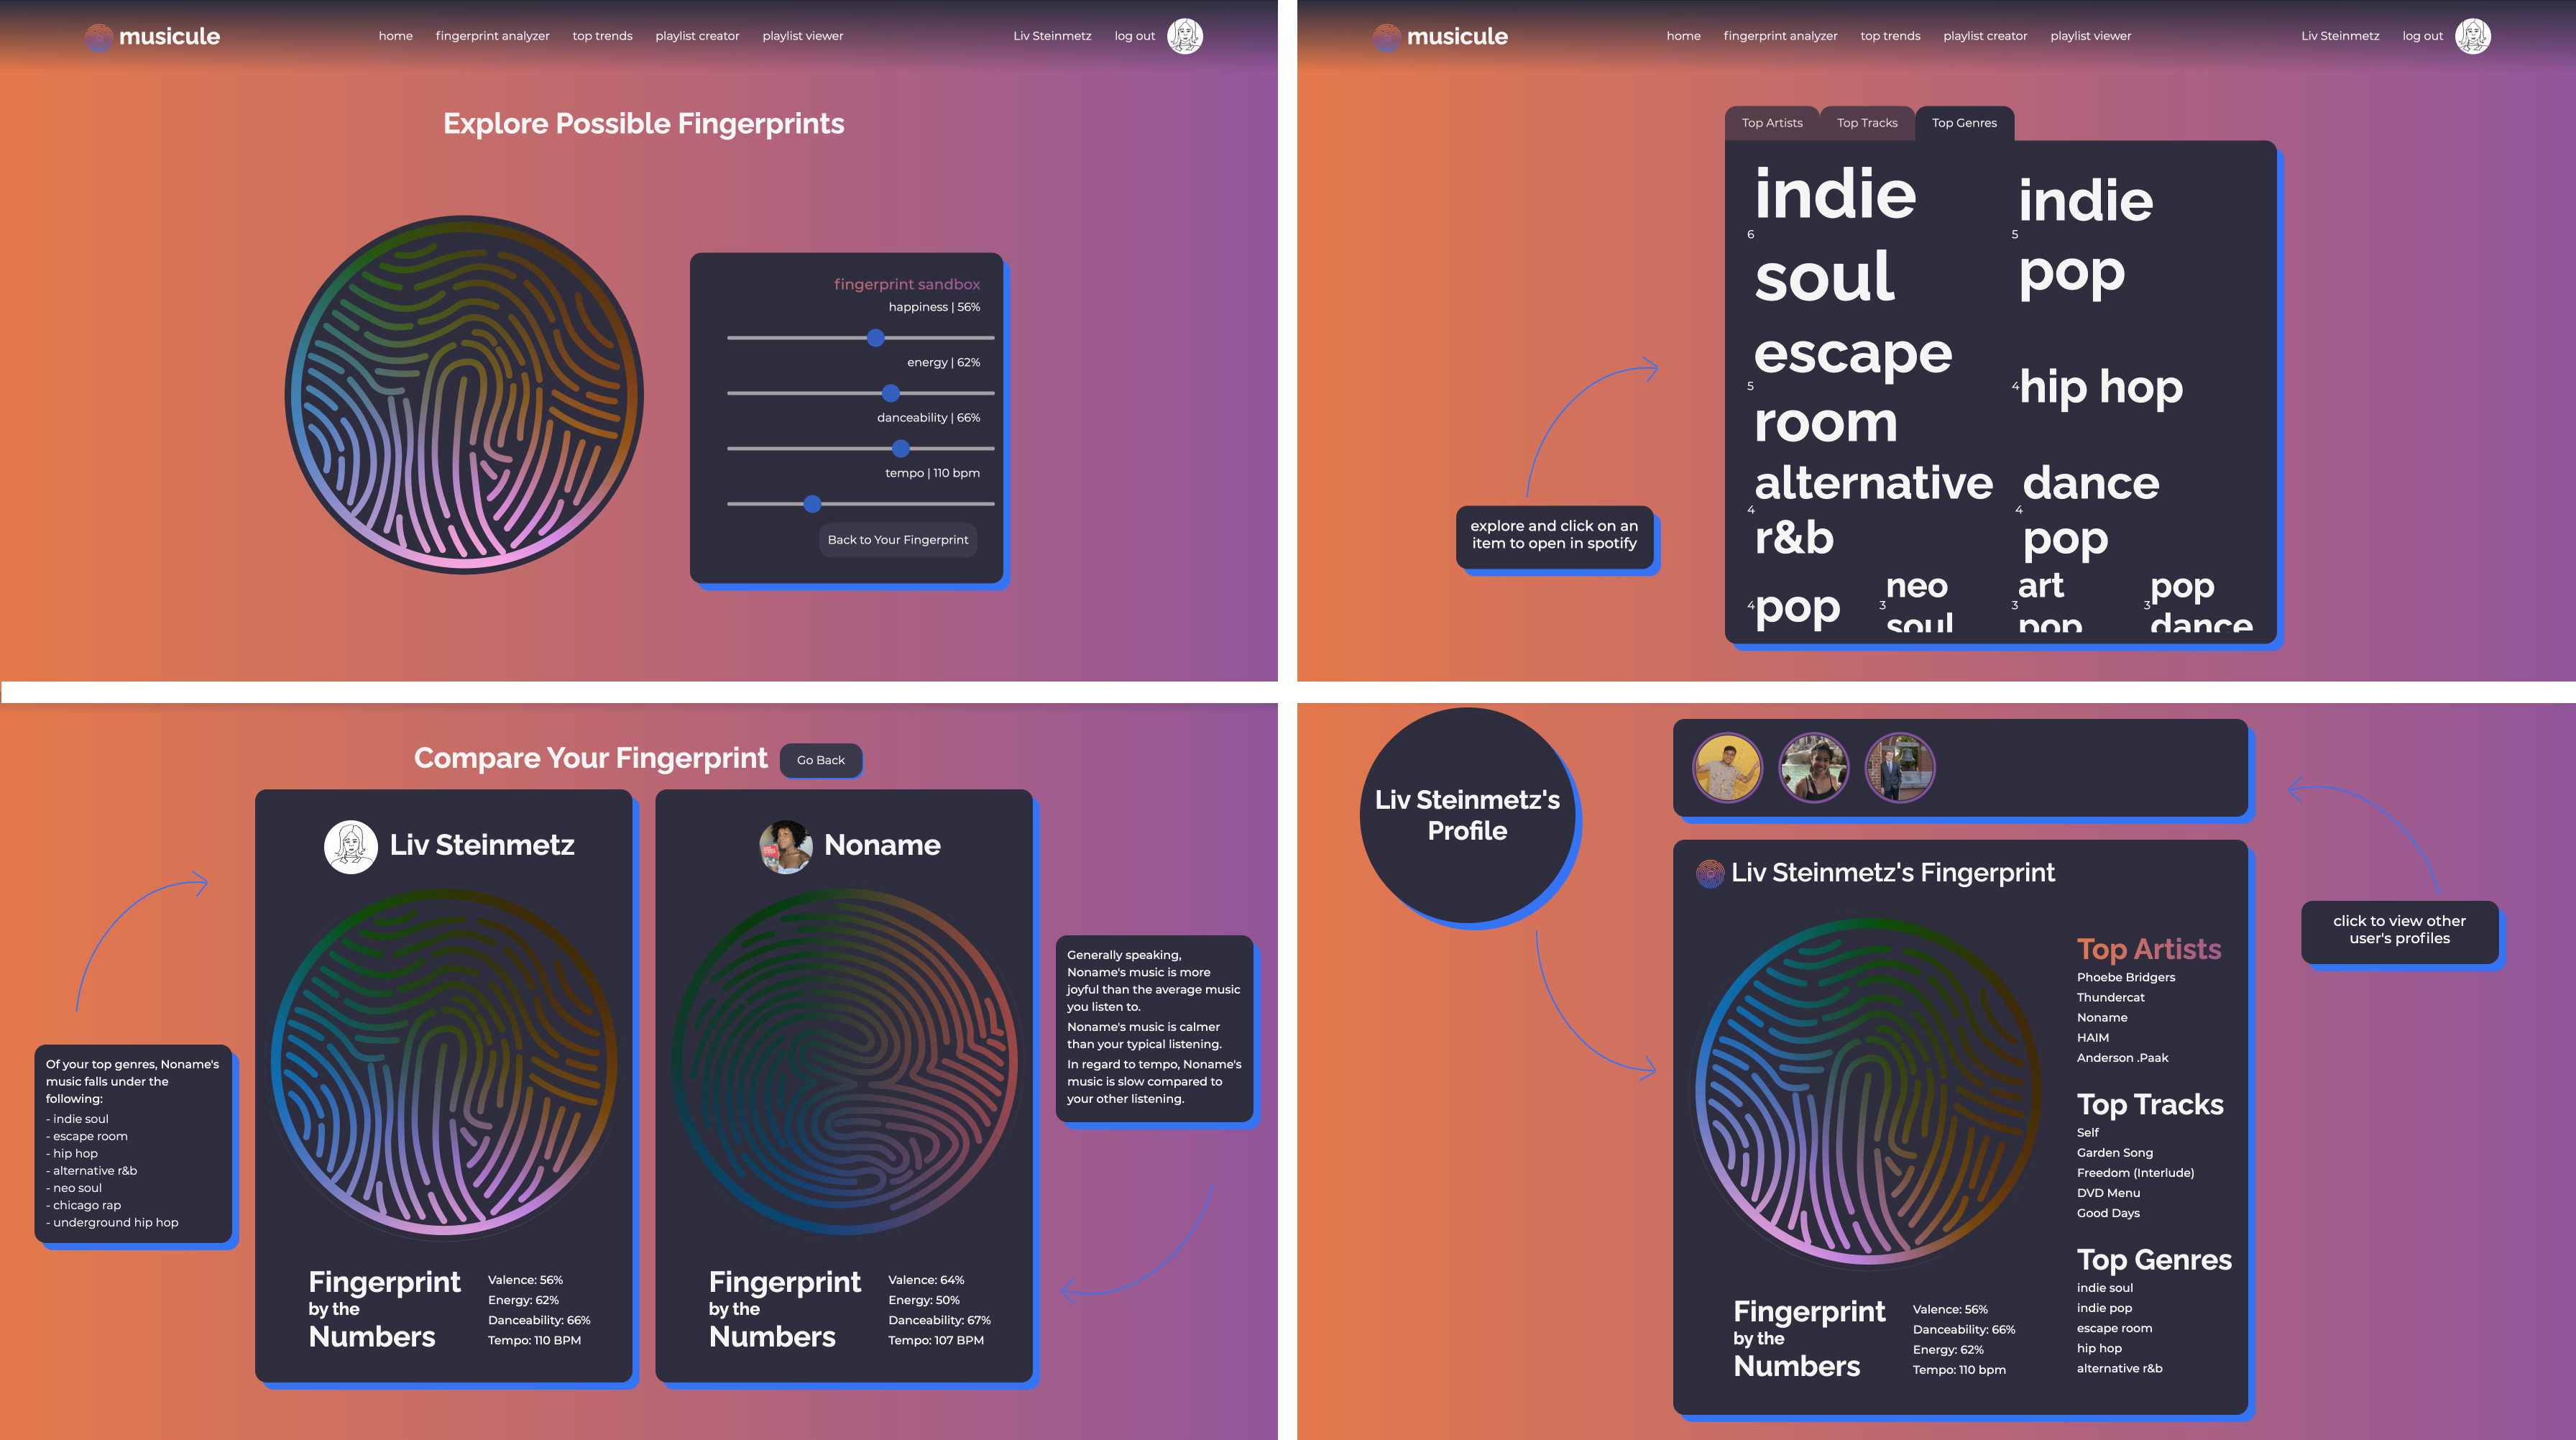 musicule
home fingerprint analyzer top trends playlist creator playlist viewer
Liv Steinmetz log out
Explore Possible Fingerprints
fingerprint sandbox
happiness | 56%
energy | 62%
danceability | 66%
tempo | 110 bpm
Back to Your Fingerprint
musicule
home fingerprint analyzer top trends playlist creator playlist viewer
Liv Steinmetz log out
Top Artists Top Tracks Top Genres
6 indie
soul
5 indie
pop
5 escape
room
4 hip hop
4 alternative
r&b
4 dance
pop
4 pop
3 neo
soul
3 art
pop
3 pop
dance
explore and click on an
item to open in spotify
Compare Your Fingerprint
Go Back
Liv Steinmetz
Fingerprint
by the
Numbers
Valence: 56%
Energy: 62%
Danceability: 66%
Tempo: 110 BPM
Noname
Fingerprint
by the
Numbers
Valence: 64%
Energy: 50%
Danceability: 67%
Tempo: 107 BPM
Of your top genres, Noname's
music falls under the
following:
- indie soul
- escape room
- hip hop
- alternative r&b
- neo soul
- chicago rap
- underground hip hop
Generally speaking,
Noname's music is more
joyful than the average music
you listen to.
Noname's music is calmer
than your typical listening.
In regard to tempo, Noname's
music is slow compared to
your other listening.
Liv Steinmetz's
Profile
click to view other
user's profiles
Liv Steinmetz's Fingerprint
Top Artists
Phoebe Bridgers
Thundercat
Noname
HAIM
Anderson .Paak
Top Tracks
Self
Garden Song
Freedom (Interlude)
DVD Menu
Good Days
Top Genres
indie soul
indie pop
escape room
hip hop
alternative r&b
Fingerprint
by the
Numbers
Valence: 56%
Danceability: 66%
Energy: 62%
Tempo: 110 bpm